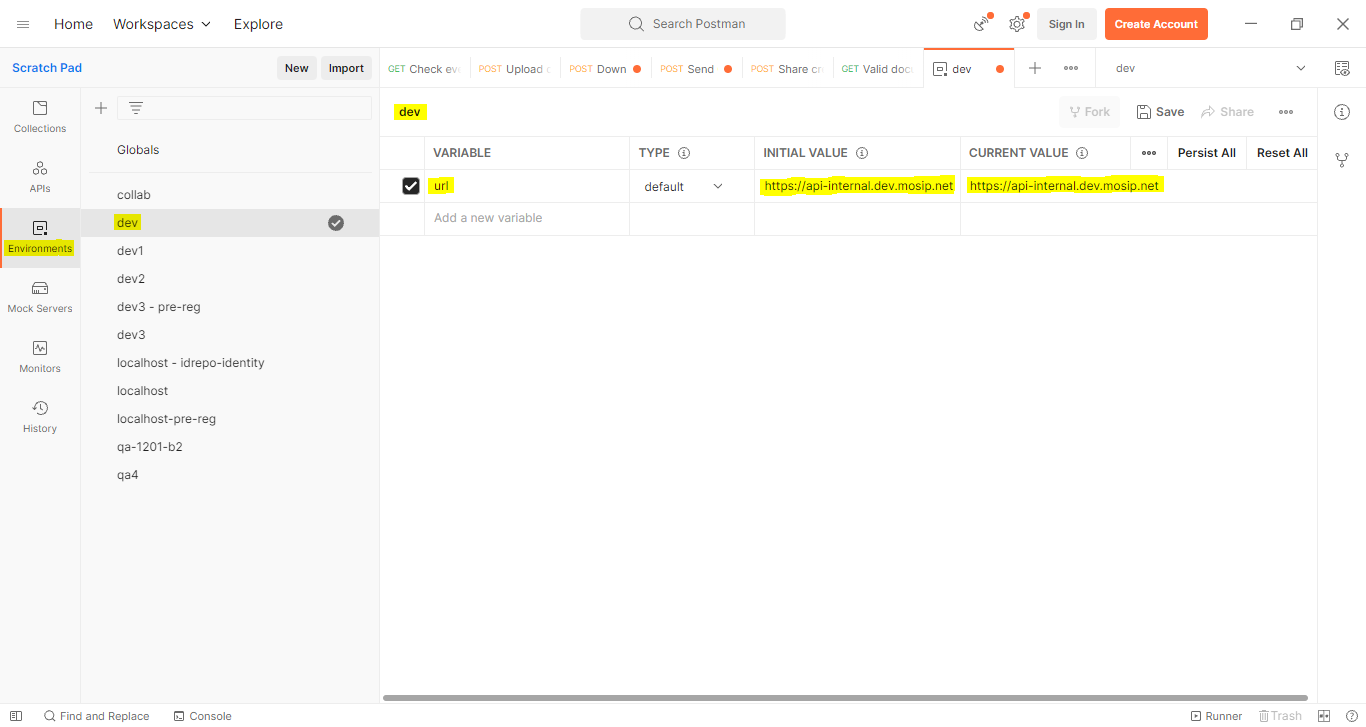 Home Workspaces Explore Search Postman Sign In Create Account
Scratch Pad New Import GET Check eve POST Upload POST Down POST Send POST Share cr GET Valid docu dev dev
Collections
APIs
Environments
Mock Servers
Monitors
History
Globals
collab
dev
dev1
dev2
dev3 - pre-reg
dev3
localhost - idrepo-identity
localhost
localhost-pre-reg
qa-1201-b2
qa4
dev Fork Save Share
VARIABLE TYPE INITIAL VALUE CURRENT VALUE Persist All Reset All
url default https://api-internal.dev.mosip.net https://api-internal.dev.mosip.net
Add a new variable
Find and Replace Console Runner Trash